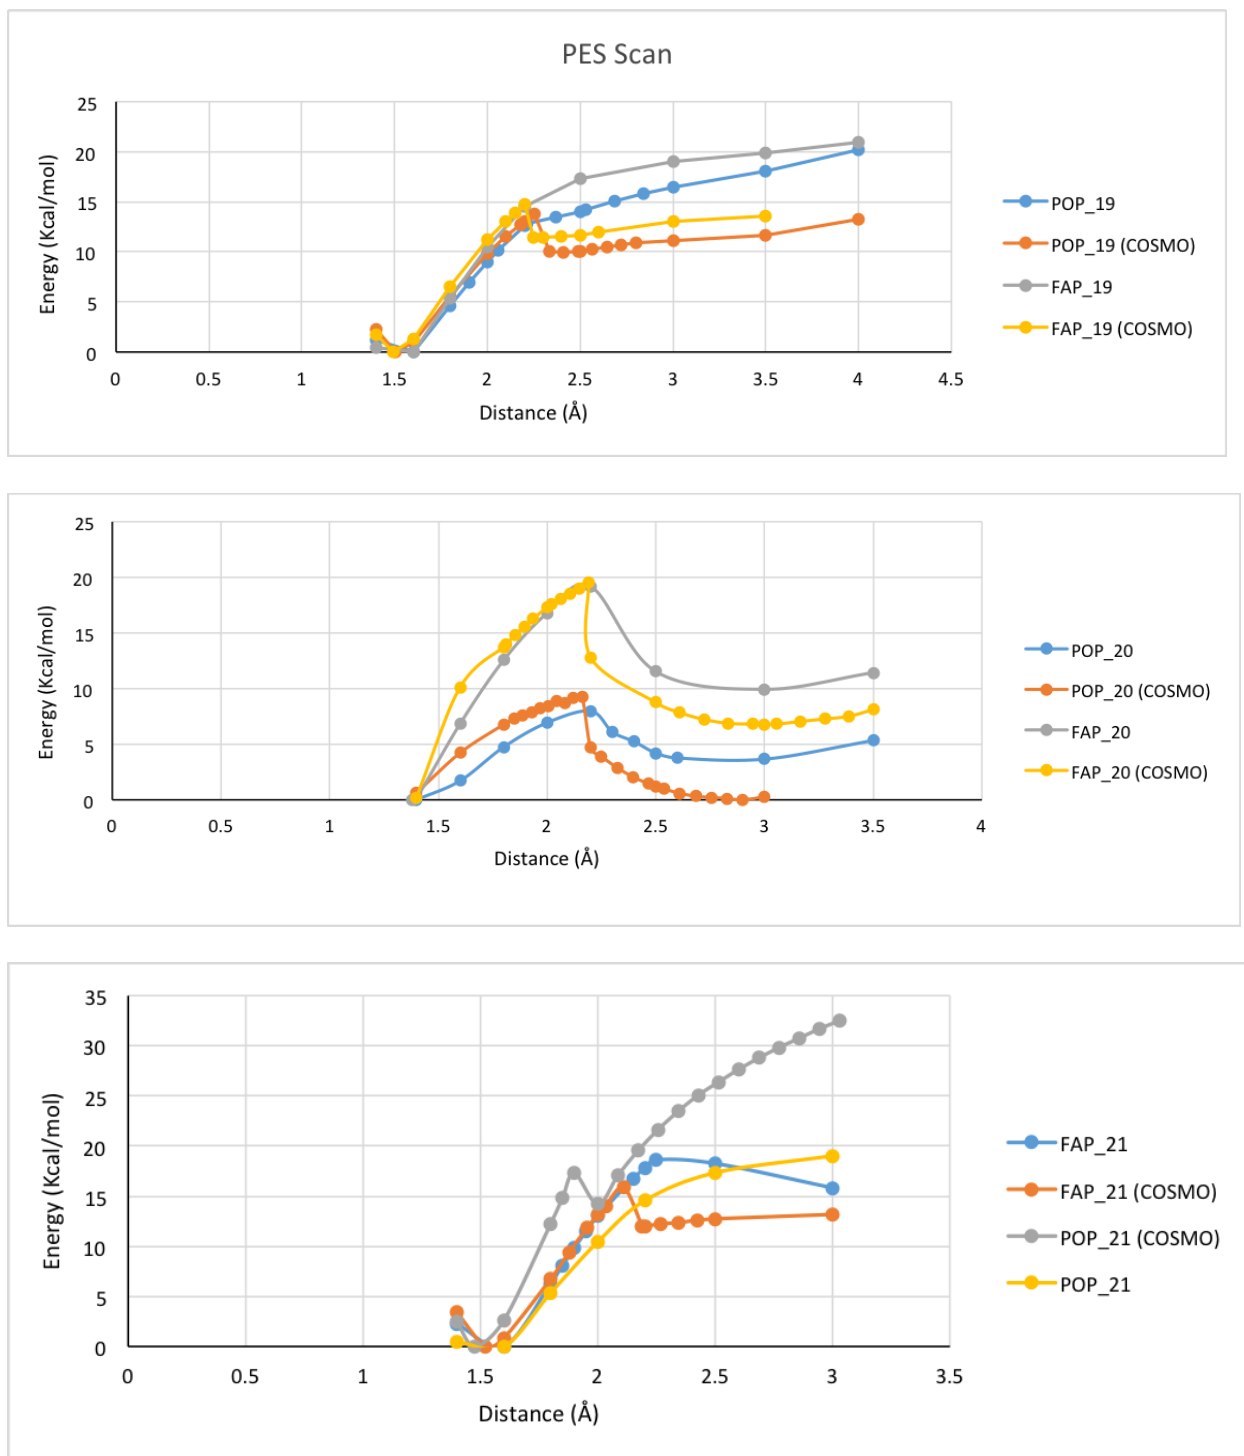 PES Scan
25
20
15
10
5
0
0 0.5 1 1.5 2 2.5 3 3.5 4 4.5
Energy (Kcal/mol)
Distance (Å)
POP_19
POP_19 (COSMO)
FAP_19
FAP_19 (COSMO)
25
20
15
10
5
0
0 0.5 1 1.5 2 2.5 3 3.5 4
Energy (Kcal/mol)
Distance (Å)
POP_20
POP_20 (COSMO)
FAP_20
FAP_20 (COSMO)
35
30
25
20
15
10
5
0
0 0.5 1 1.5 2 2.5 3 3.5
Energy (Kcal/mol)
Distance (Å)
FAP_21
FAP_21 (COSMO)
POP_21 (COSMO)
POP_21